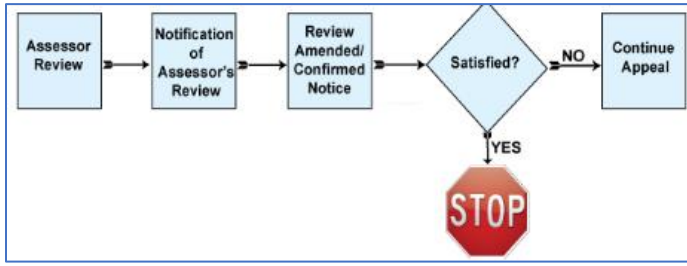 Assessor
Review
Notification
of
Assessor's
Review
Review
Amended/
Confirmed
Notice
Satisfied?
NO
Continue
Appeal
YES
STOP